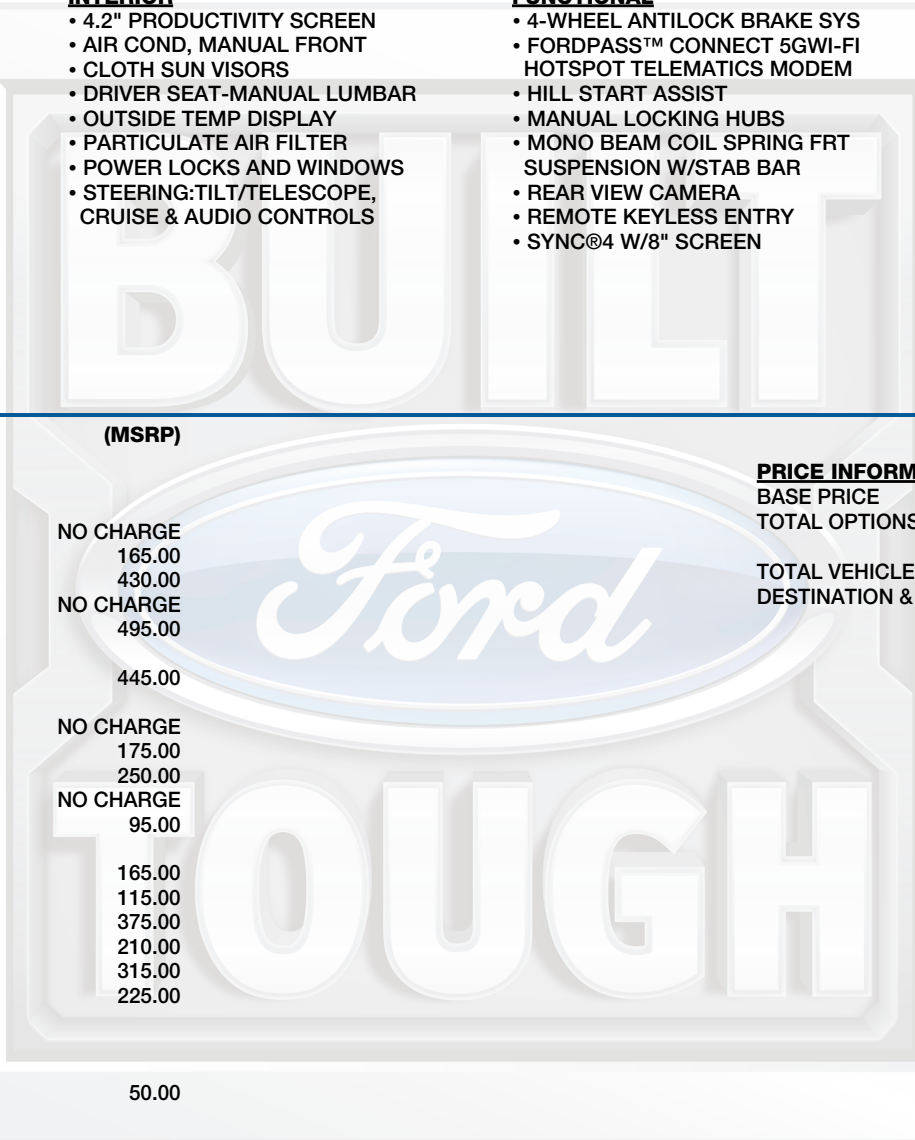 INTERIOR
• 4.2" PRODUCTIVITY SCREEN
• AIR COND, MANUAL FRONT
• CLOTH SUN VISORS
• DRIVER SEAT-MANUAL LUMBAR
• OUTSIDE TEMP DISPLAY
• PARTICULATE AIR FILTER
• POWER LOCKS AND WINDOWS
• STEERING:TILT/TELESCOPE,
CRUISE & AUDIO CONTROLS
FUNCTIONAL
• 4-WHEEL ANTILOCK BRAKE SYS
• FORDPASS™ CONNECT 5GWI-FI
HOTSPOT TELEMATICS MODEM
• HILL START ASSIST
• MANUAL LOCKING HUBS
• MONO BEAM COIL SPRING FRT
SUSPENSION W/STAB BAR
• REAR VIEW CAMERA
• REMOTE KEYLESS ENTRY
• SYNC®4 W/8" SCREEN
BUILT
Ford
TOUGH
(MSRP)
NO CHARGE
165.00
430.00
NO CHARGE
495.00
445.00
NO CHARGE
175.00
250.00
NO CHARGE
95.00
165.00
115.00
375.00
210.00
315.00
225.00
50.00
PRICE INFORM
BASE PRICE
TOTAL OPTIONS
TOTAL VEHICLE
DESTINATION &